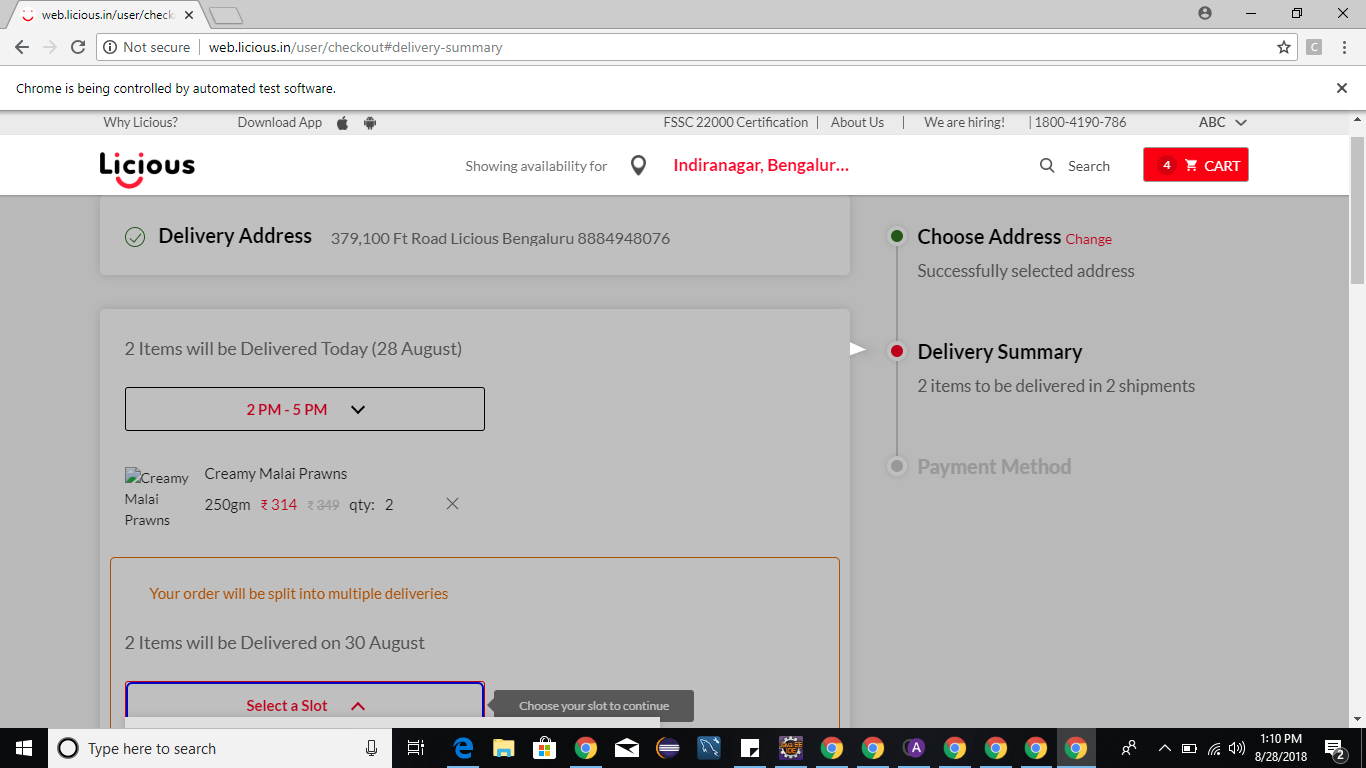 web.licious.in/user/check
Not secure web.licious.in/user/checkout#delivery-summary
C
Chrome is being controlled by automated test software.
Why Licious? Download App FSSC 22000 Certification | About Us | We are hiring! | 1800-4190-786 ABC
Licious Showing availability for Indiranagar, Bengalur... Search 4 CART
Delivery Address 379,100 Ft Road Licious Bengaluru 8884948076
Choose Address Change
Successfully selected address
2 Items will be Delivered Today (28 August)
Delivery Summary
2 items to be delivered in 2 shipments
2 PM - 5 PM
Payment Method
Creamy Malai Prawns
Creamy Malai Prawns
250gm ₹ 314 ₹ 349 qty: 2
Your order will be split into multiple deliveries
2 Items will be Delivered on 30 August
Select a Slot Choose your slot to continue
Type here to search
A
1:10 PM
8/28/2018
2